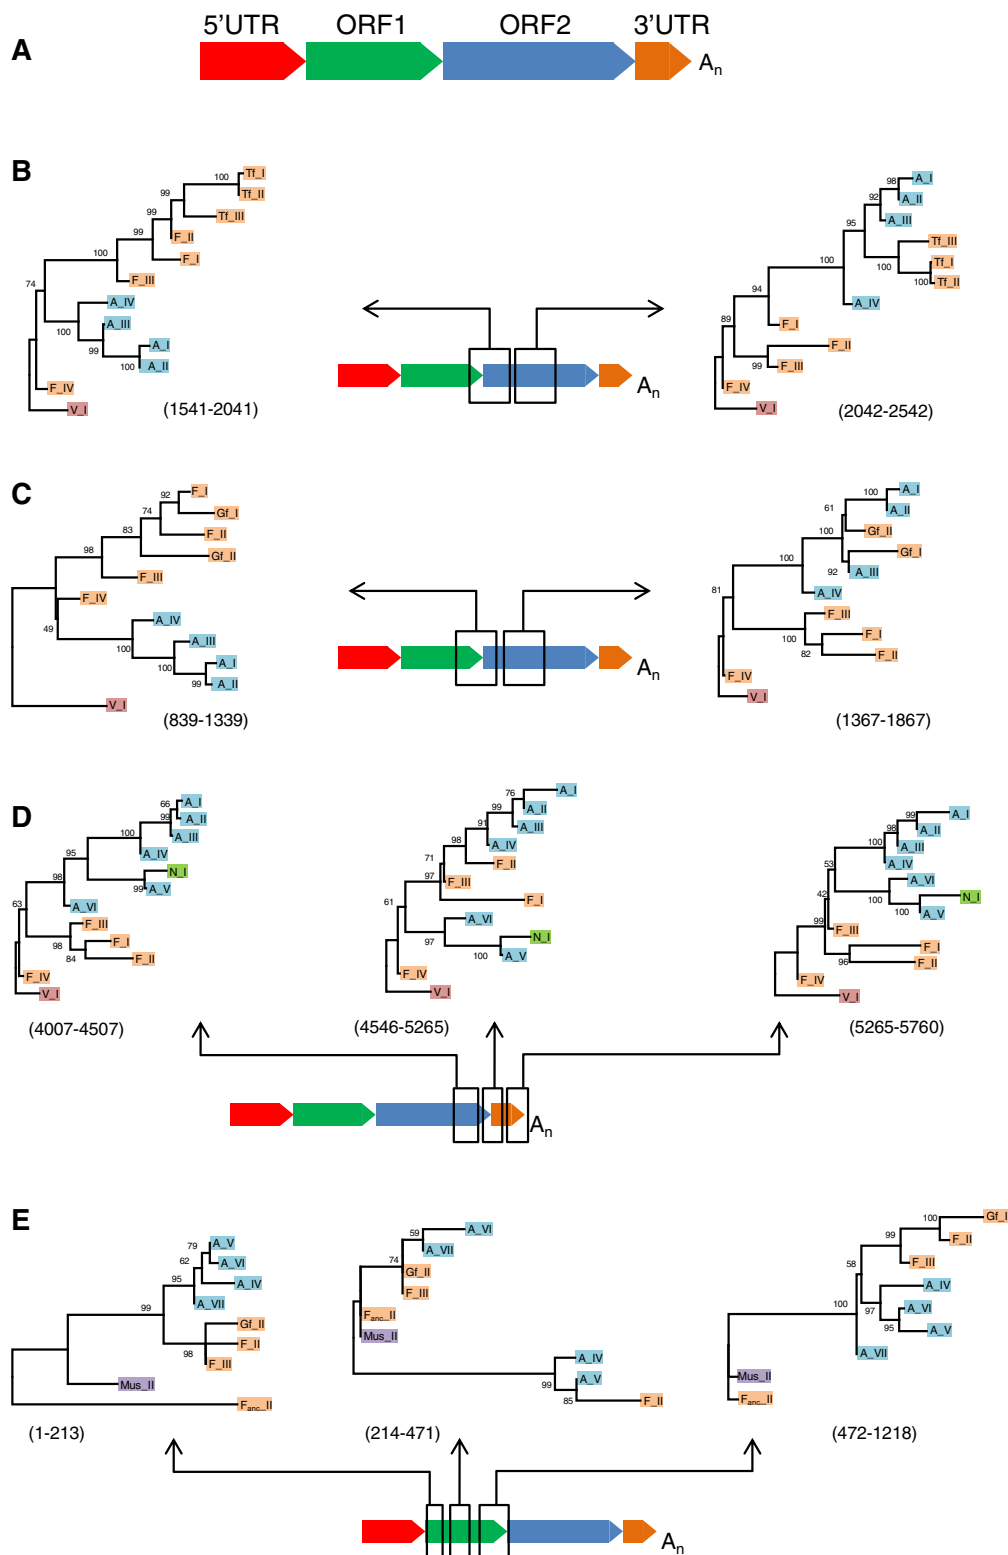 A
5'UTR ORF1 ORF2 3'UTR
An
B
100
Tf_I
Tf_II
99
Tf_III
99
F_II
99
F_I
100
F_III
74
A_IV
A_III
100
A_I
99
A_II
100
F_IV
V_I
(1541-2041)
An
98
A_I
92
A_II
A_III
95
Tf_III
100
Tf_I
100
Tf_II
100
A_IV
94
F_I
89
F_II
99
F_III
F_IV
V_I
(2042-2542)
C
92
F_I
74
Gf_I
83
F_II
98
Gf_II
F_III
F_IV
49
A_IV
A_III
100
A_I
100
A_II
99
V_I
(839-1339)
An
100
A_I
61
A_II
100
Gf_II
Gf_I
100
92
A_III
A_IV
81
F_III
100
F_I
82
F_II
F_IV
V_I
(1367-1867)
D
66
A_I
99
A_II
100
A_III
A_IV
95
N_I
99
A_V
98
A_VI
63
F_III
98
F_I
84
F_II
F_IV
V_I
(4007-4507)
76
A_I
99
A_II
91
A_III
98
A_IV
71
F_II
97
F_III
F_I
61
A_VI
97
N_I
100
A_V
F_IV
V_I
(4546-5265)
99
A_I
98
A_II
100
A_III
A_IV
53
A_VI
100
N_I
100
A_V
42
99
F_III
F_I
96
F_II
F_IV
V_I
(5265-5760)
An
E
79
A_V
62
A_VI
95
A_IV
A_VII
99
Gf_II
F_II
98
F_III
Mus_II
Fanc_II
(1-213)
59
A_VI
74
A_VII
Gf_II
F_III
Fanc_II
Mus_II
A_IV
99
A_V
85
F_II
(214-471)
100
Gf_I
99
F_II
58
F_III
A_IV
97
A_VI
95
A_V
100
A_VII
Mus_II
Fanc_II
(472-1218)
An